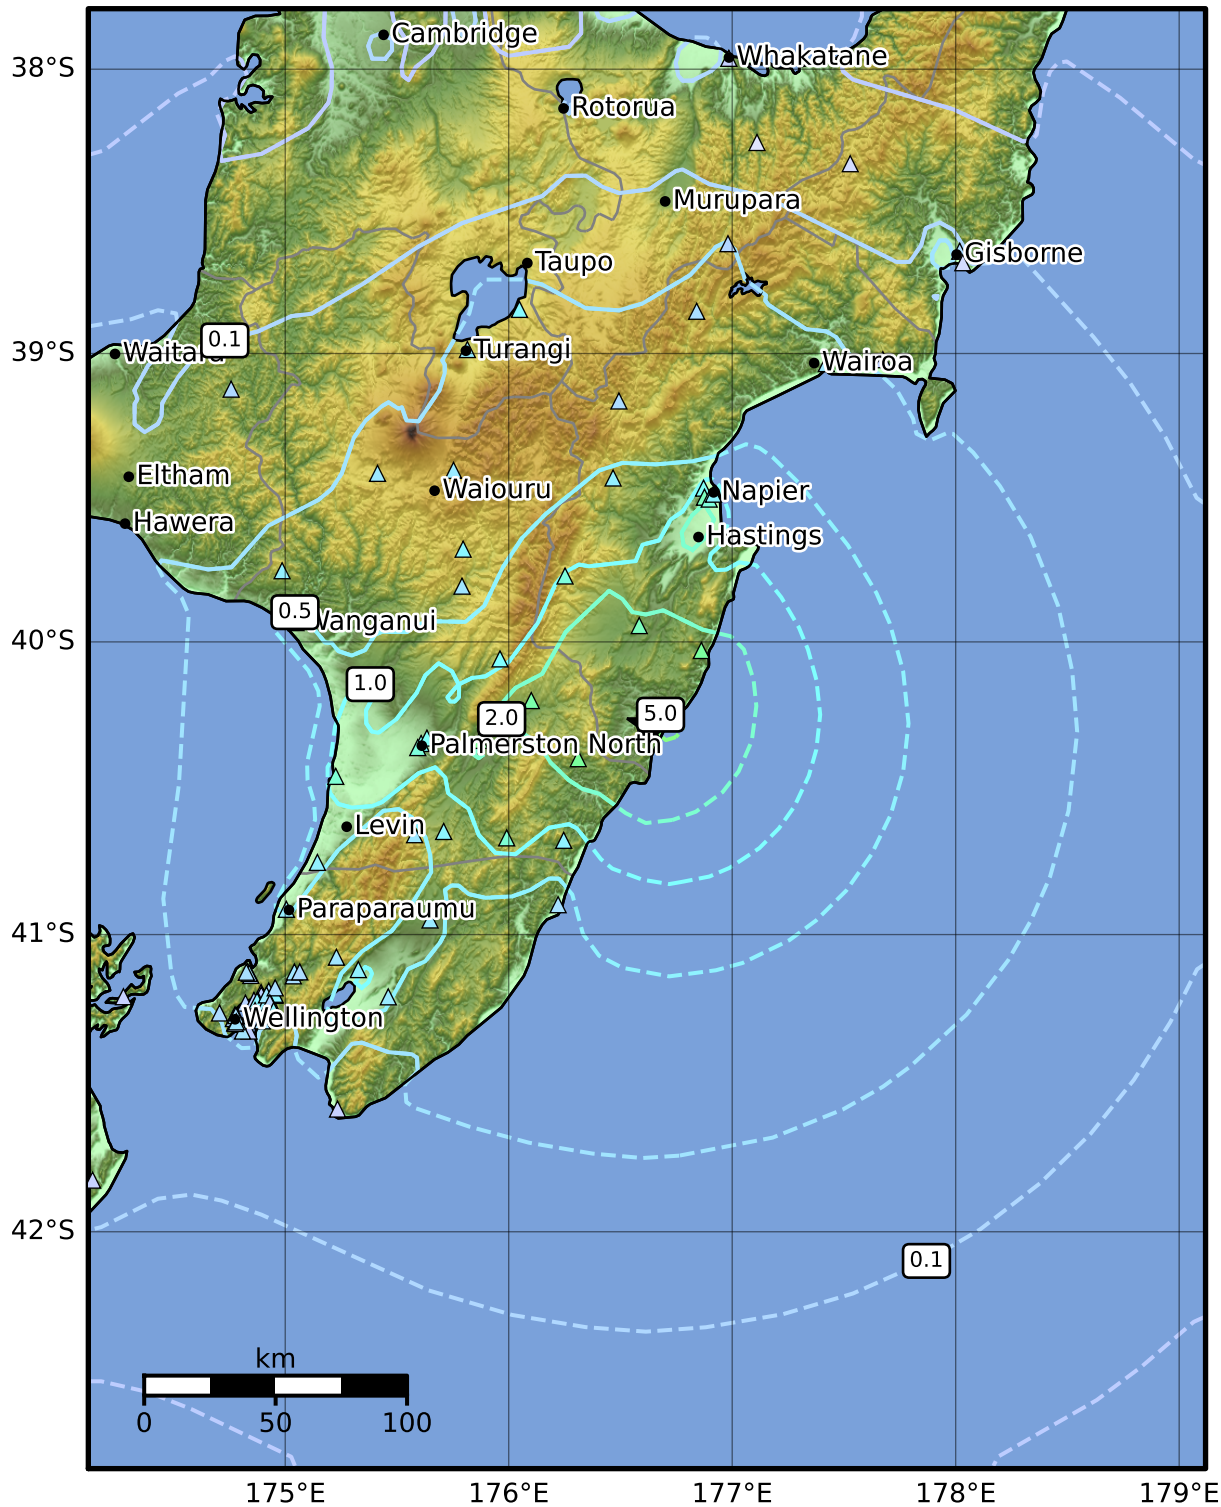 Cambridge
Whakatane
38°S
Rotorua
Murupara
Gisborne
Taupo
0.1
Turangi
39°S
Waitara
Wairoa
Eltham
Waiouru
Napier
Hawera
Hastings
0.5
Wanganui
40°S
1.0
2.0
5.0
Palmerston North
Levin
Paraparaumu
41°S
Wellington
42°S
0.1
km
0 50 100
175°E 176°E 177°E 178°E 179°E